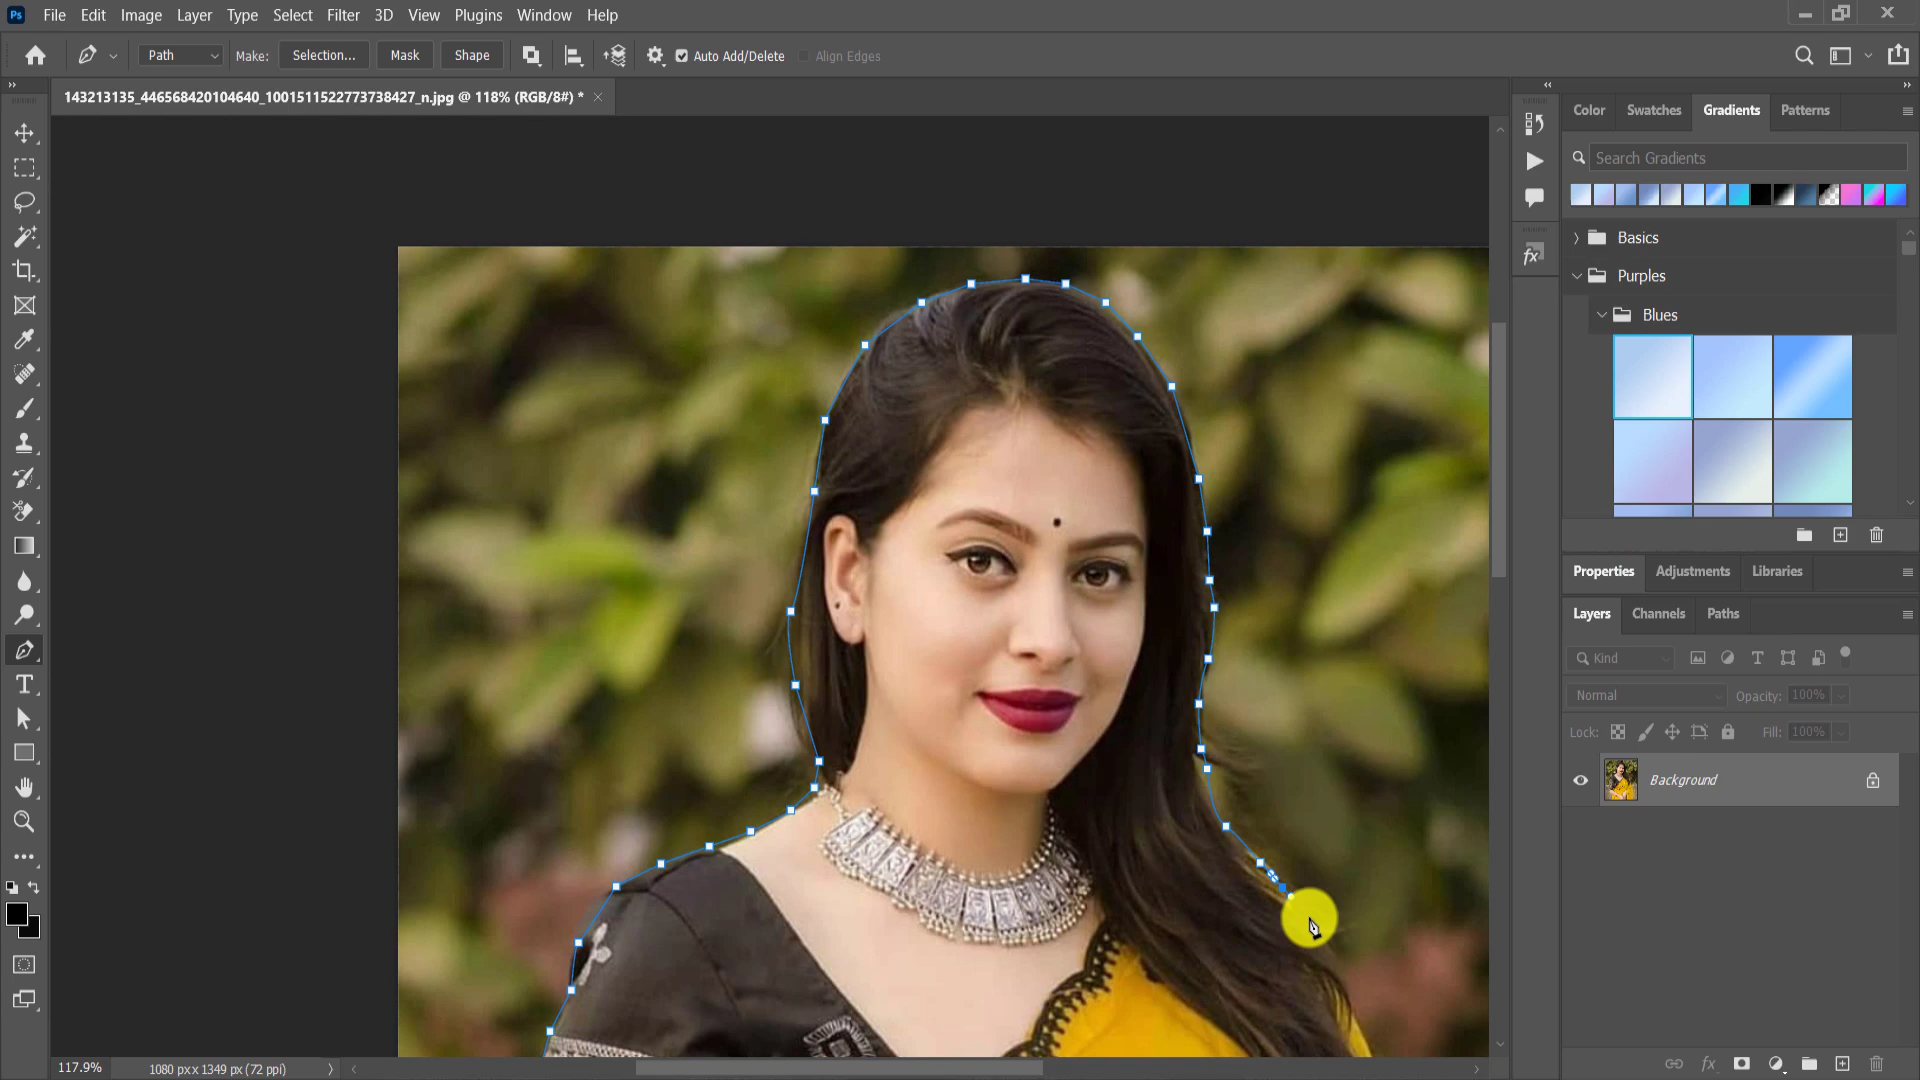 Ps File Edit Image Layer Type Select Filter 3D View Plugins Window Help
Path Make: Selection... Mask Shape Auto Add/Delete Align Edges
143213135_446568420104640_1001511522773738427_n.jpg @ 118% (RGB/8#) *
Color Swatches Gradients Patterns
Search Gradients
Basics
Purples
Blues
Properties Adjustments Libraries
Layers Channels Paths
Kind
Normal Opacity: 100%
Lock: Fill: 100%
Background
fx
T
fx
117.9% 1080 px x 1349 px (72 ppi)